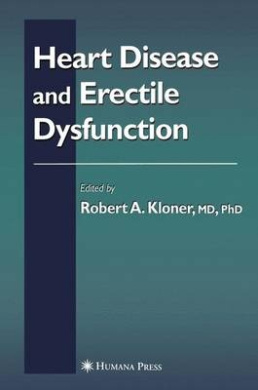 Heart Disease
and Erectile
Dysfunction
Edited by
Robert A. Kloner, MD, PhD
HUMANA PRESS